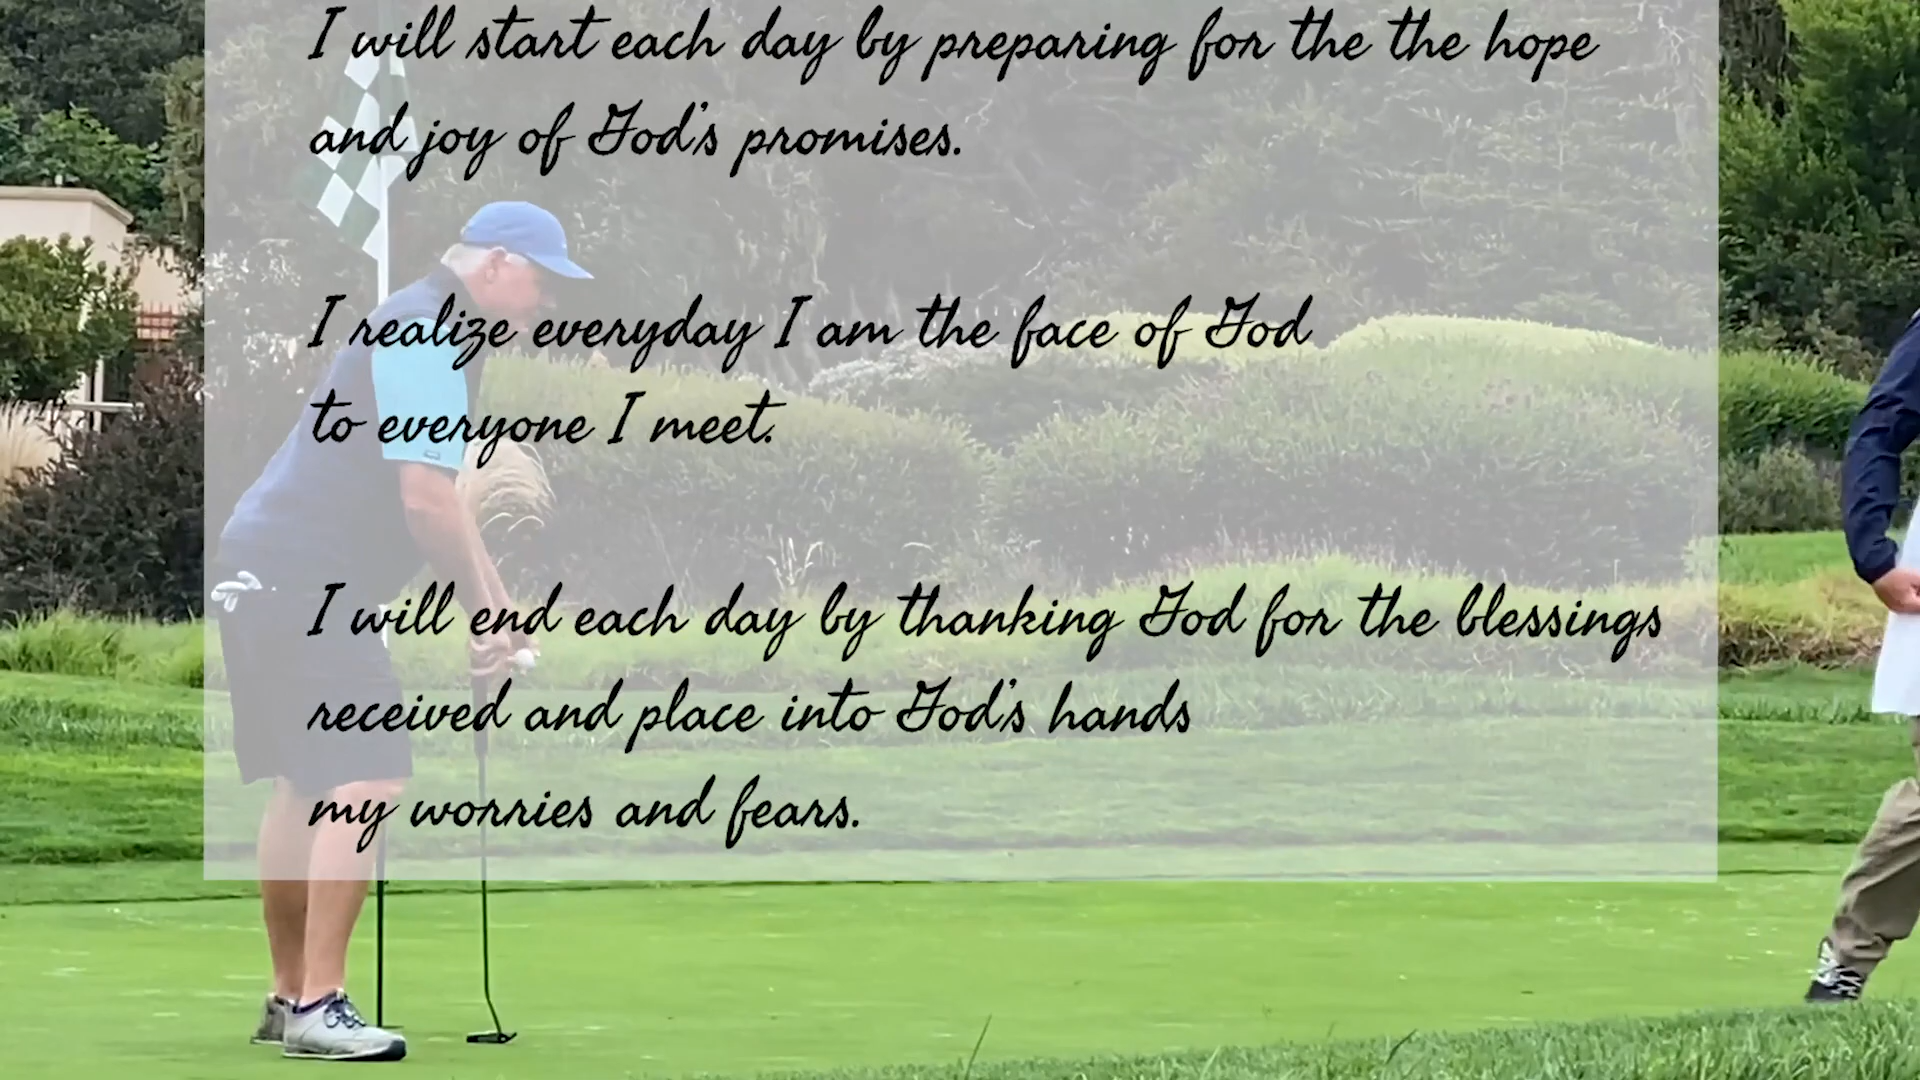 I will start each day by preparing for the the hope
and joy of God's promises.
I realize everyday I am the face of God
to everyone I meet.
I will end each day by thanking God for the blessings
received and place into God's hands
my worries and fears.